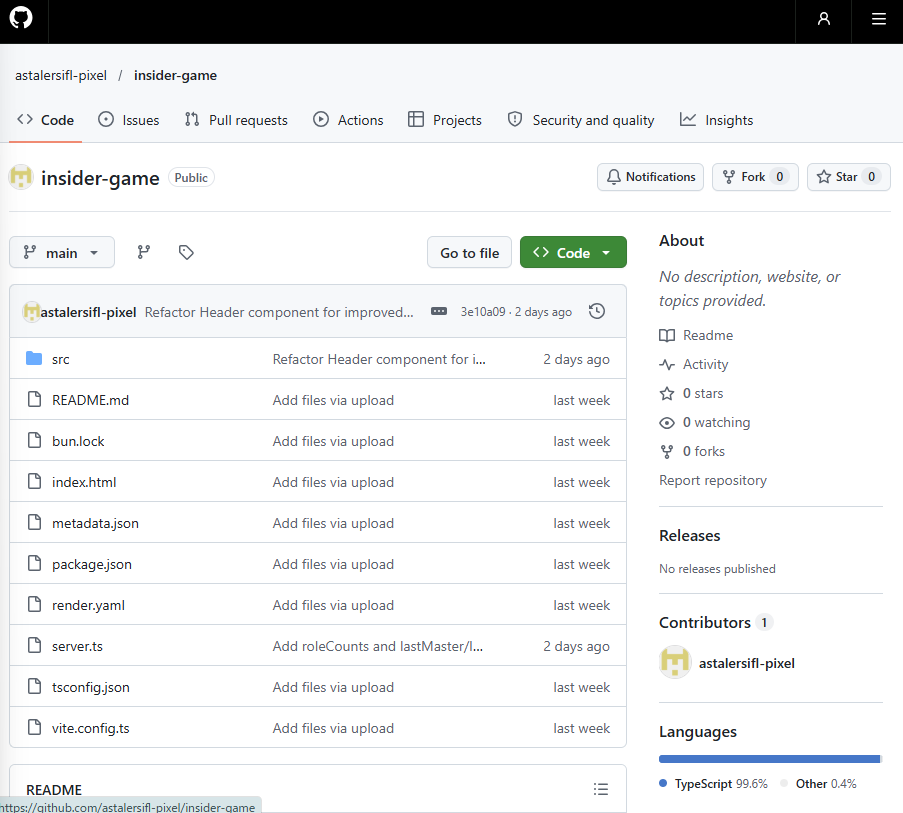 astalersifl-pixel / insider-game
Code Issues Pull requests Actions Projects Security and quality Insights
insider-game Public
Notifications Fork 0 Star 0
main Go to file Code
astalersifl-pixel Refactor Header component for improved... 3e10a09 · 2 days ago
src Refactor Header component for i... 2 days ago
README.md Add files via upload last week
bun.lock Add files via upload last week
index.html Add files via upload last week
metadata.json Add files via upload last week
package.json Add files via upload last week
render.yaml Add files via upload last week
server.ts Add roleCounts and lastMaster/l... 2 days ago
tsconfig.json Add files via upload last week
vite.config.ts Add files via upload last week
README
https://github.com/astalersifl-pixel/insider-game
About
No description, website, or
topics provided.
Readme
Activity
0 stars
0 watching
0 forks
Report repository
Releases
No releases published
Contributors 1
astalersifl-pixel
Languages
TypeScript 99.6% Other 0.4%